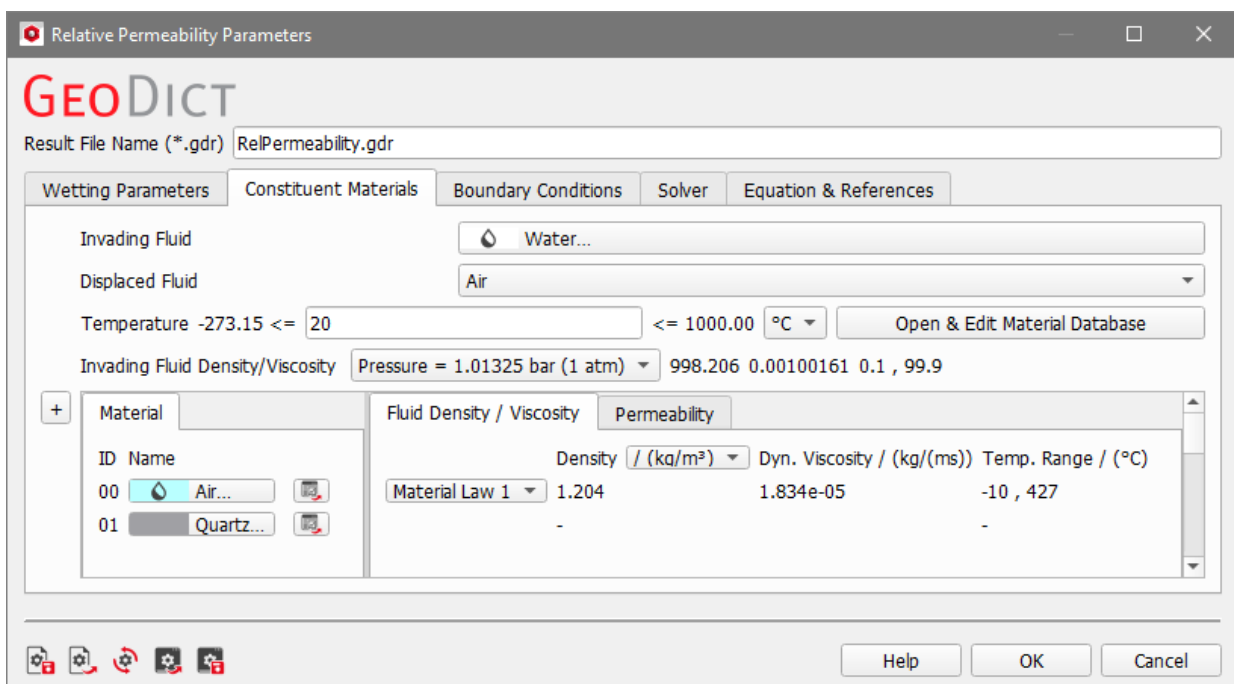 Relative Permeability Parameters
GEODICT
Result File Name (*.gdr) RelPermeability.gdr
Wetting Parameters Constituent Materials Boundary Conditions Solver Equation & References
Invading Fluid Water...
Displaced Fluid Air
Temperature -273.15 <= 20 <= 1000.00 °C Open & Edit Material Database
Invading Fluid Density/Viscosity Pressure = 1.01325 bar (1 atm) 998.206 0.00100161 0.1 , 99.9
+ Material Fluid Density / Viscosity Permeability
ID Name Density / (kg/m³) Dyn. Viscosity / (kg/(ms)) Temp. Range / (°C)
00 Air... Material Law 1 1.204 1.834e-05 -10 , 427
01 Quartz... - -
Help OK Cancel